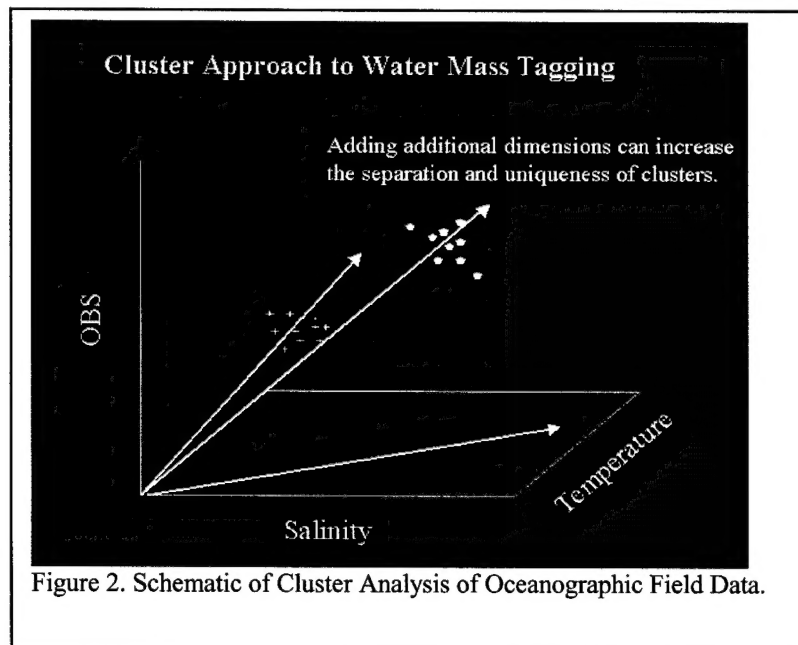 Cluster Approach to Water Mass Tagging
Adding additional dimensions can increase
the separation and uniqueness of clusters.
OBS
Temperature
Salinity
Figure 2. Schematic of Cluster Analysis of Oceanographic Field Data.